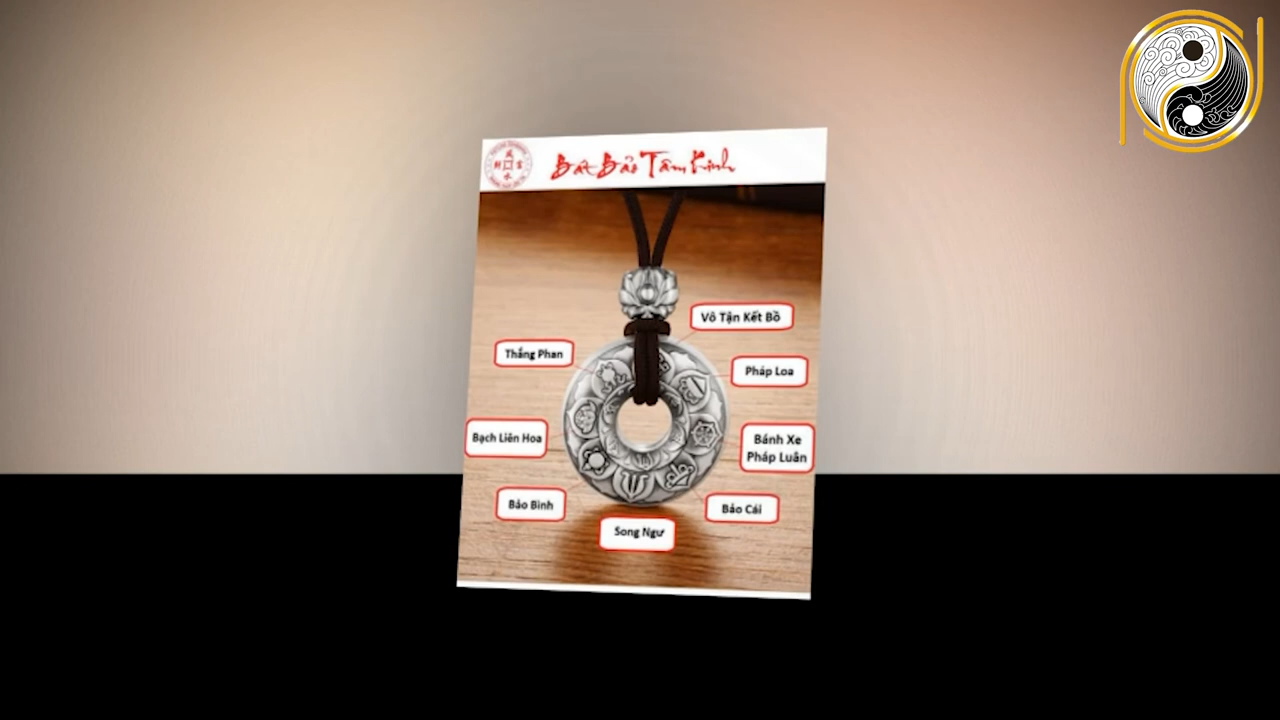 Bát Bảo Tâm Kinh
Vô Tận Kết Bồ
Thắng Phan
Pháp Loa
Bạch Liên Hoa
Bánh Xe
Pháp Luân
Bảo Bình
Bảo Cái
Song Ngư